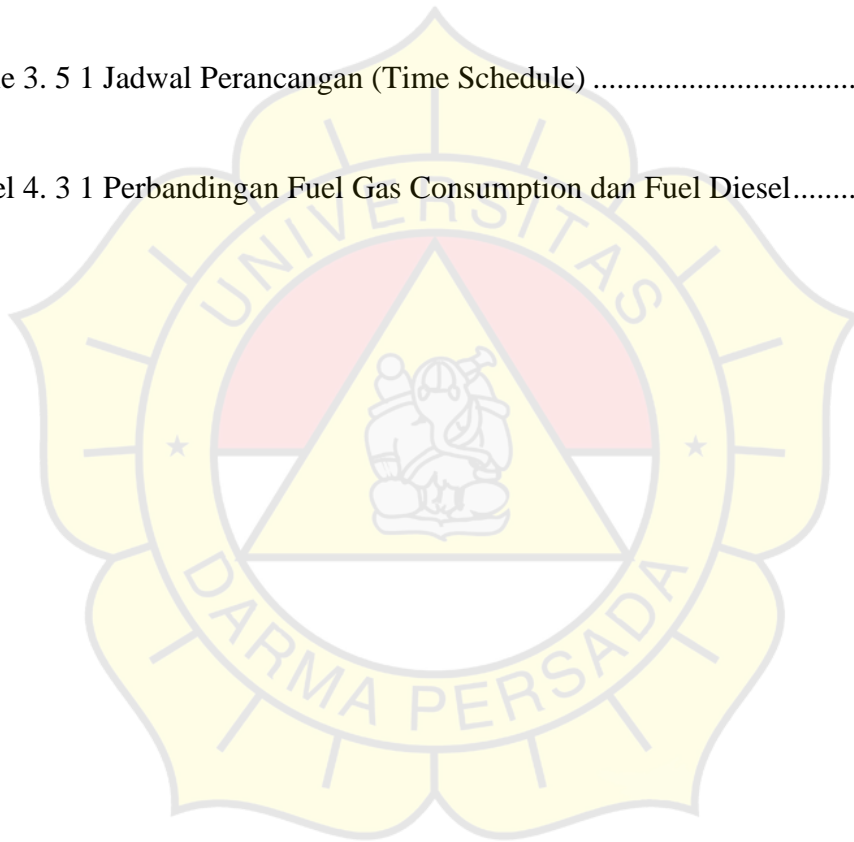 e 3. 5 1 Jadwal Perancangan (Time Schedule) .................................
el 4. 3 1 Perbandingan Fuel Gas Consumption dan Fuel Diesel........
UNIVERSITAS
DARMA PERSADA